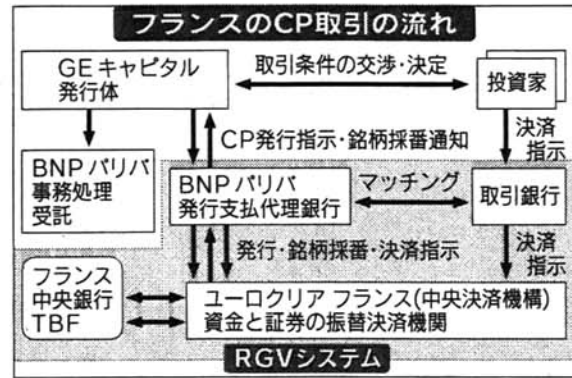 フランスのCP取引の流れ
GEキャピタル
発行体
取引条件の交渉・決定
投資家
CP発行指示・銘柄採番通知
決済
指示
BNPパリバ
事務処理
受託
BNPパリバ
発行支払代理銀行
マッチング
取引銀行
発行・銘柄採番・決済指示
決済
指示
フランス
中央銀行
TBF
ユーロクリア フランス(中央決済機構)
資金と証券の振替決済機関
RGVシステム